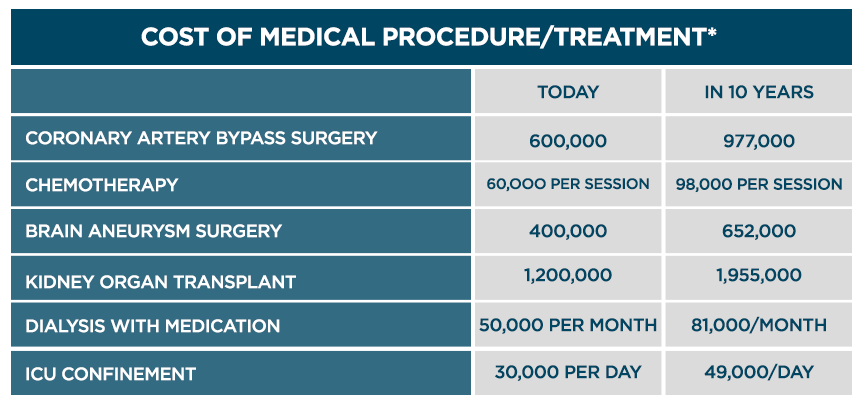 COST OF MEDICAL PROCEDURE/TREATMENT*
TODAY IN 10 YEARS
CORONARY ARTERY BYPASS SURGERY 600,000 977,000
CHEMOTHERAPY 60,OOO PER SESSION 98,000 PER SESSION
BRAIN ANEURYSM SURGERY 400,000 652,000
KIDNEY ORGAN TRANSPLANT 1,200,000 1,955,000
DIALYSIS WITH MEDICATION 50,000 PER MONTH 81,000/MONTH
ICU CONFINEMENT 30,000 PER DAY 49,000/DAY